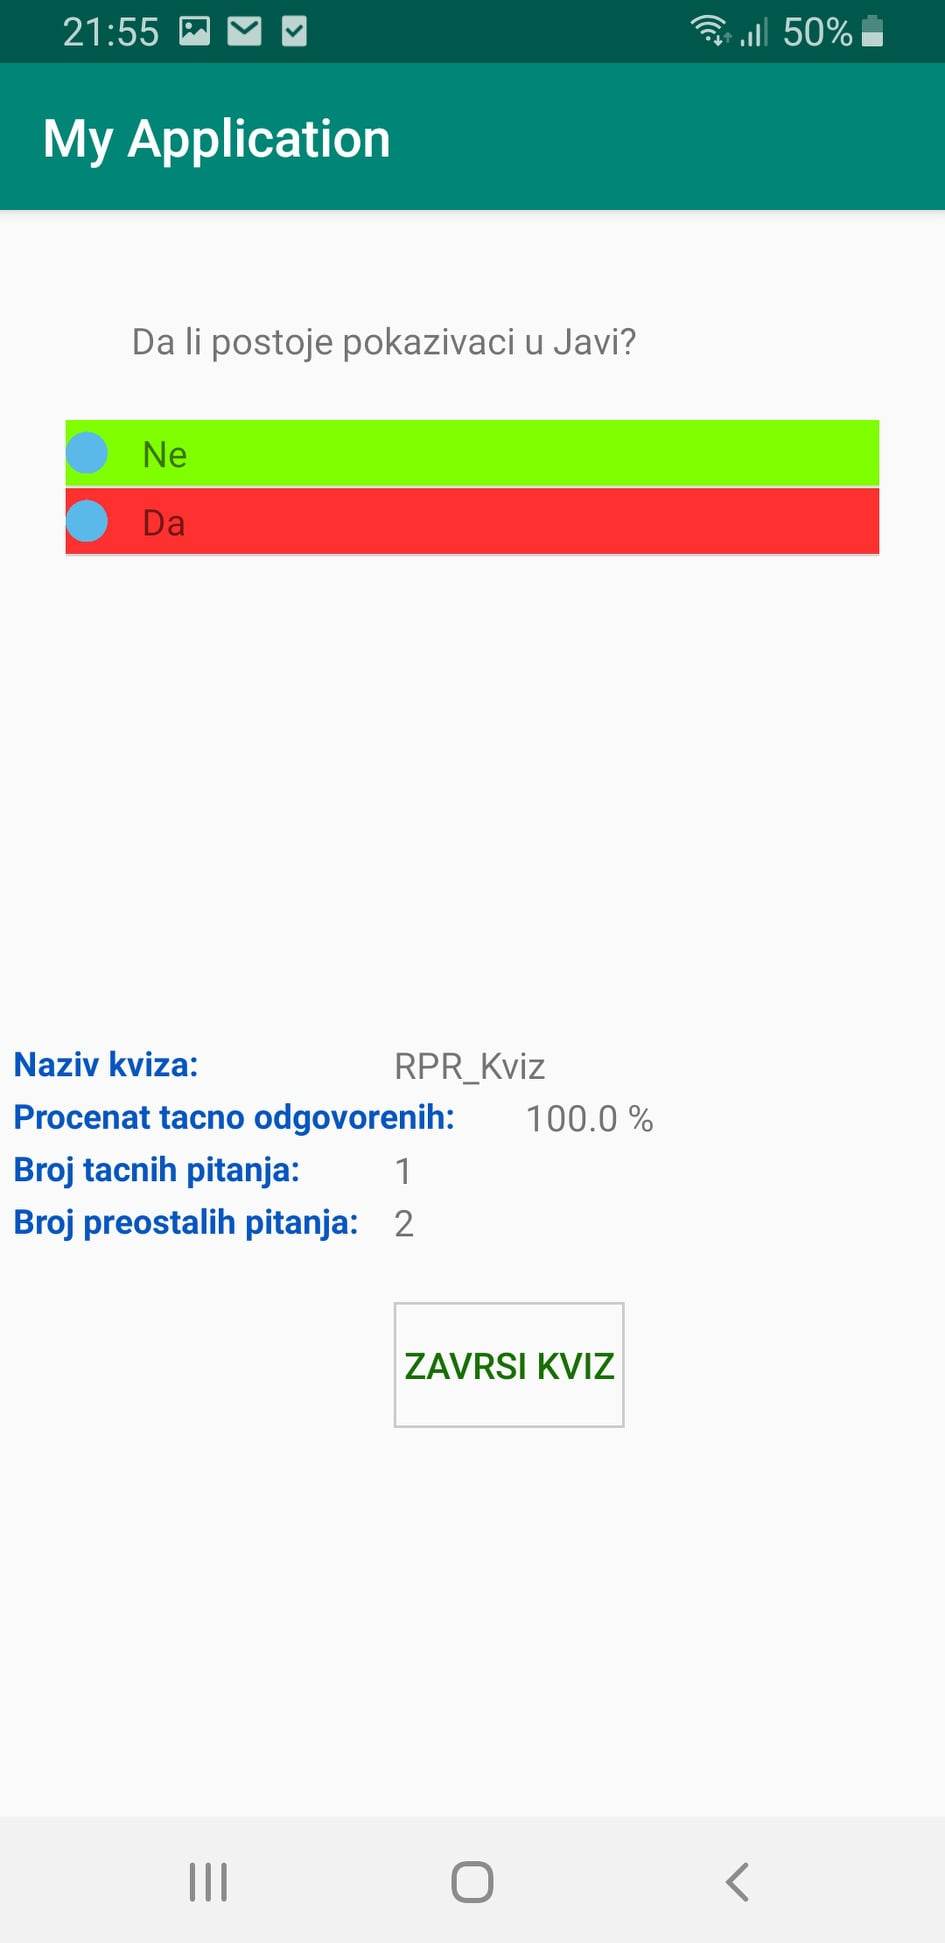 21:55 50%
My Application
Da li postoje pokazivaci u Javi?
Ne
Da
Naziv kviza: RPR_Kviz
Procenat tacno odgovorenih: 100.0 %
Broj tacnih pitanja: 1
Broj preostalih pitanja: 2
ZAVRSI KVIZ